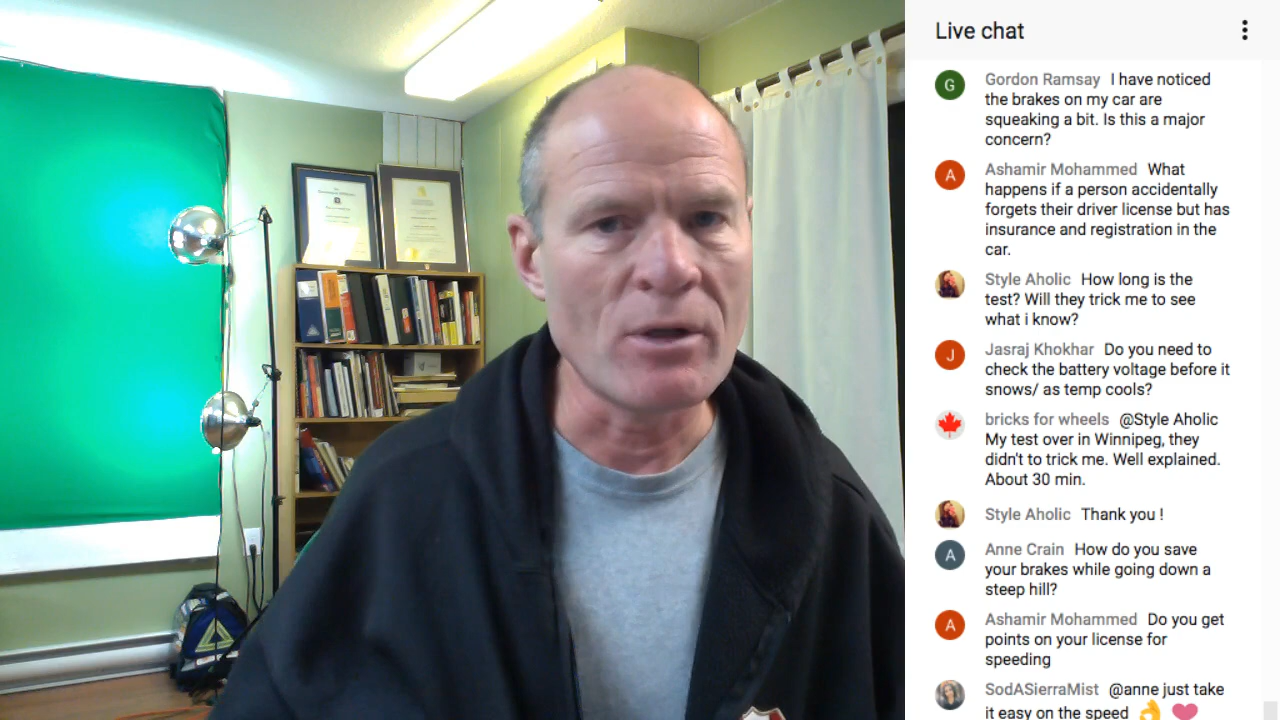 Live chat
G
Gordon Ramsay I have noticed
the brakes on my car are
squeaking a bit. Is this a major
concern?
A
Ashamir Mohammed What
happens if a person accidentally
forgets their driver license but has
insurance and registration in the
car.
Style Aholic How long is the
test? Will they trick me to see
what i know?
J
Jasraj Khokhar Do you need to
check the battery voltage before it
snows/ as temp cools?
bricks for wheels @Style Aholic
My test over in Winnipeg, they
didn't to trick me. Well explained.
About 30 min.
Style Aholic Thank you !
A
Anne Crain How do you save
your brakes while going down a
steep hill?
A
Ashamir Mohammed Do you get
points on your license for
speeding
SodASierraMist @anne just take
it easy on the speed 👌 ❤